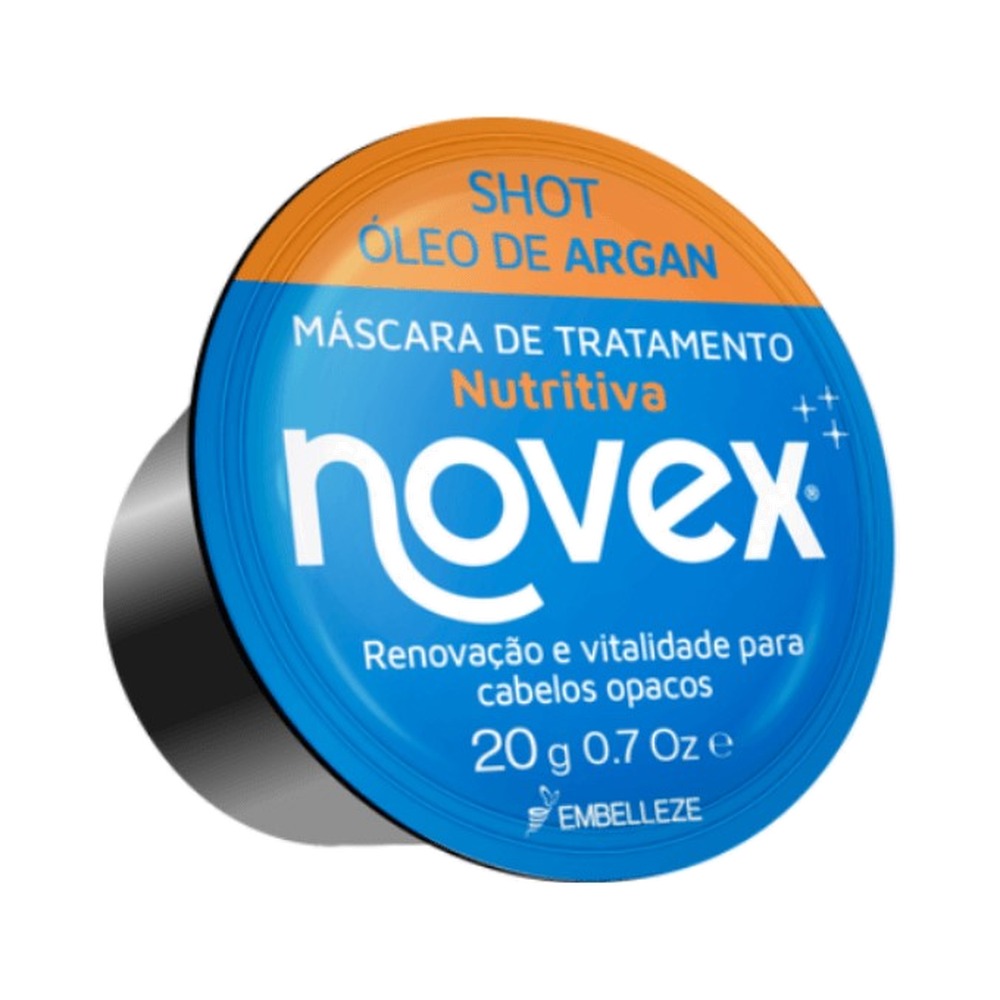 SHOT
ÓLEO DE ARGAN
MÁSCARA DE TRATAMENTO
Nutritiva
novex®
Renovação e vitalidade para
cabelos opacos
20 g 0.7 Oz ℮
EMBELLEZE